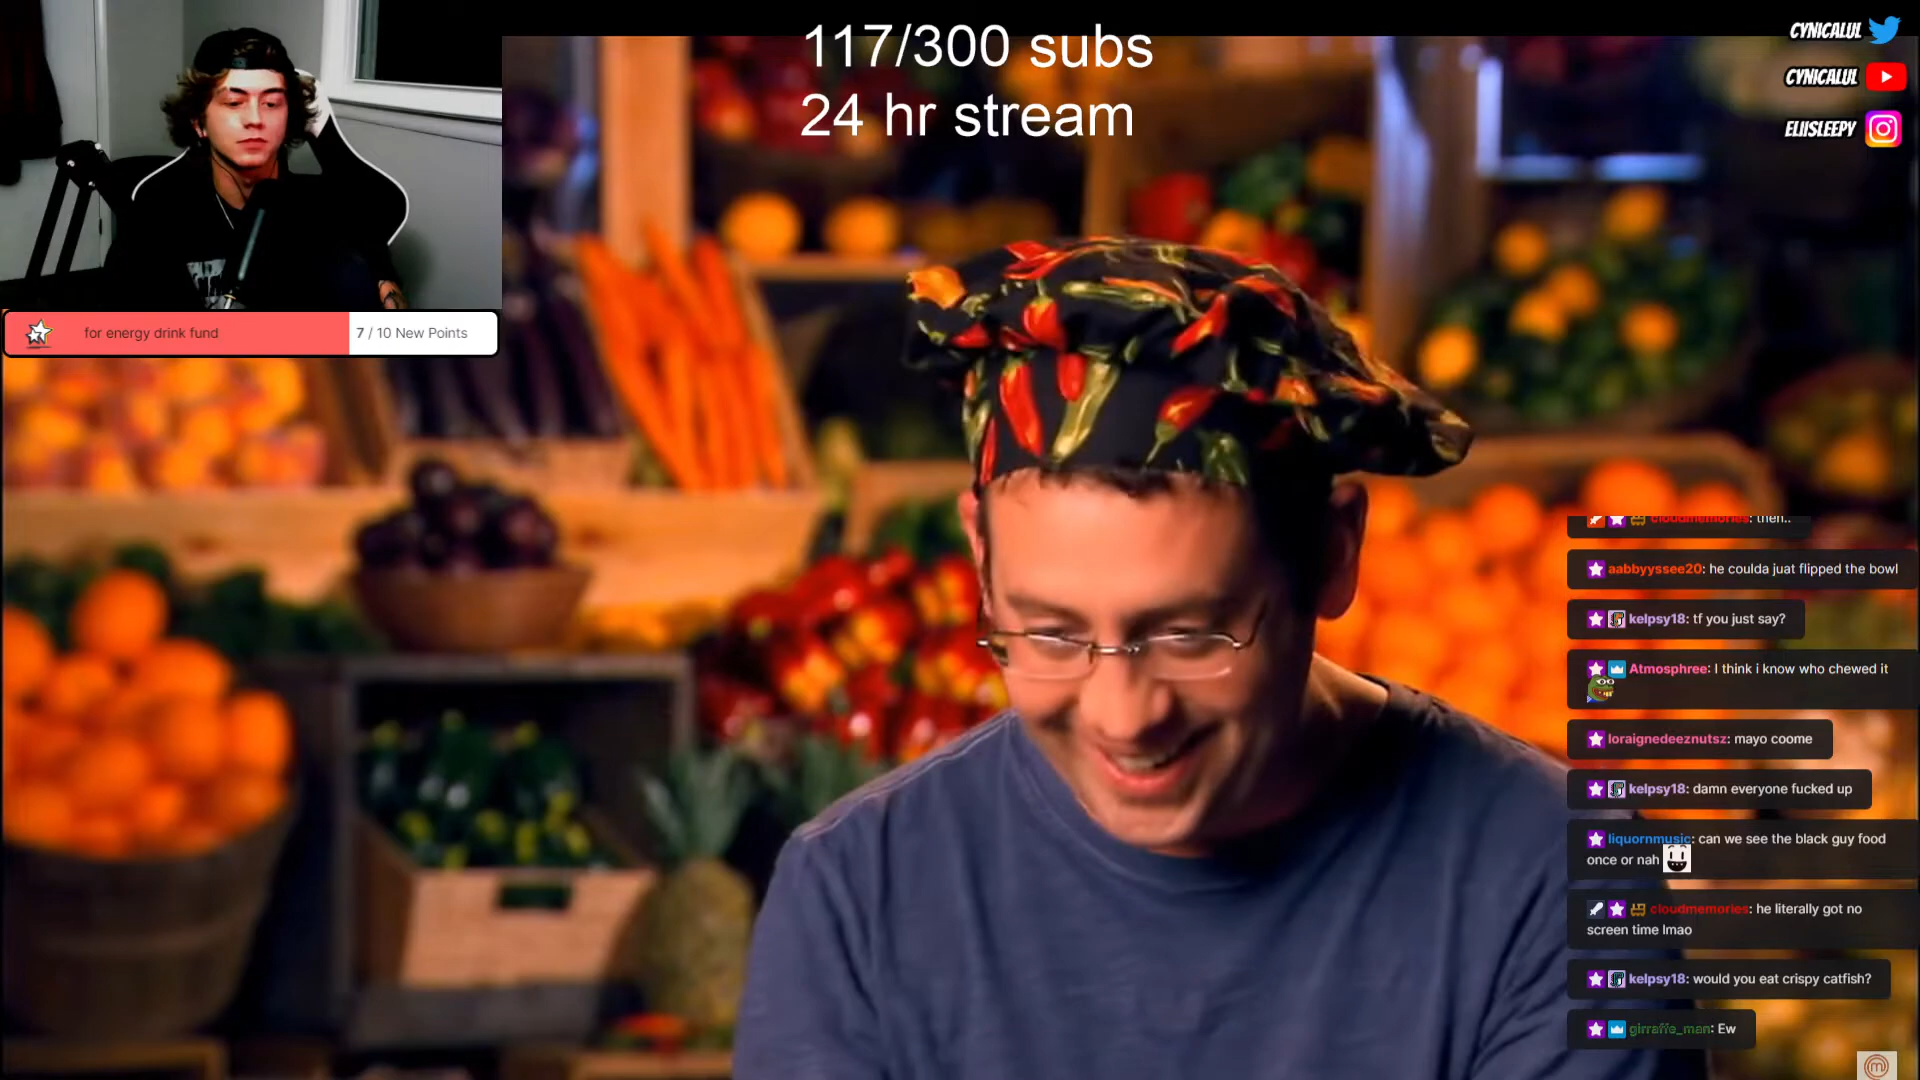 117/300 subs
24 hr stream
CYNICALUL
CYNICALUL
ELIISLEEPY
for energy drink fund
7 / 10 New Points
cloudmemories: then..
aabbyyssee20: he coulda juat flipped the bowl
kelpsy18: tf you just say?
Atmosphree: I think i know who chewed it
loraignedeeznutsz: mayo coome
kelpsy18: damn everyone fucked up
liquornmusic: can we see the black guy food
once or nah
cloudmemories: he literally got no
screen time lmao
kelpsy18: would you eat crispy catfish?
girraffe_man: Ew